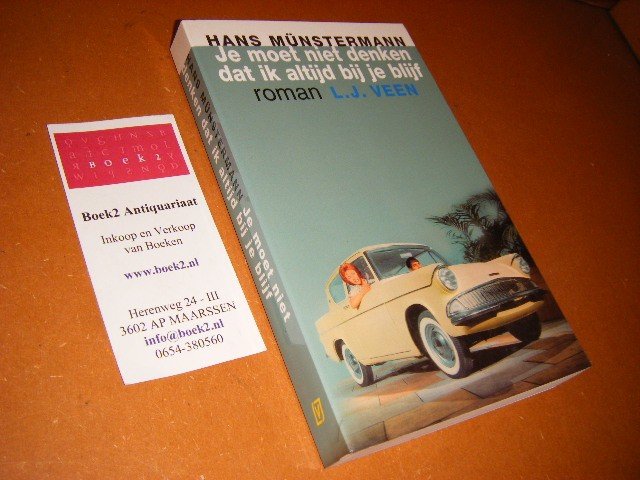 HANS MÜNSTERMANN
Je moet niet denken
dat ik altijd bij je blijf
roman L.J. VEEN
HANS MÜNSTERMANN
Je moet niet
denken dat ik altijd bij je blijf
BOEK2
Boek2 Antiquariaat
Inkoop en Verkoop
van Boeken
www.boek2.nl
Herenweg 24 - III
3602 AP MAARSSEN
info@boek2.nl
0654-380560